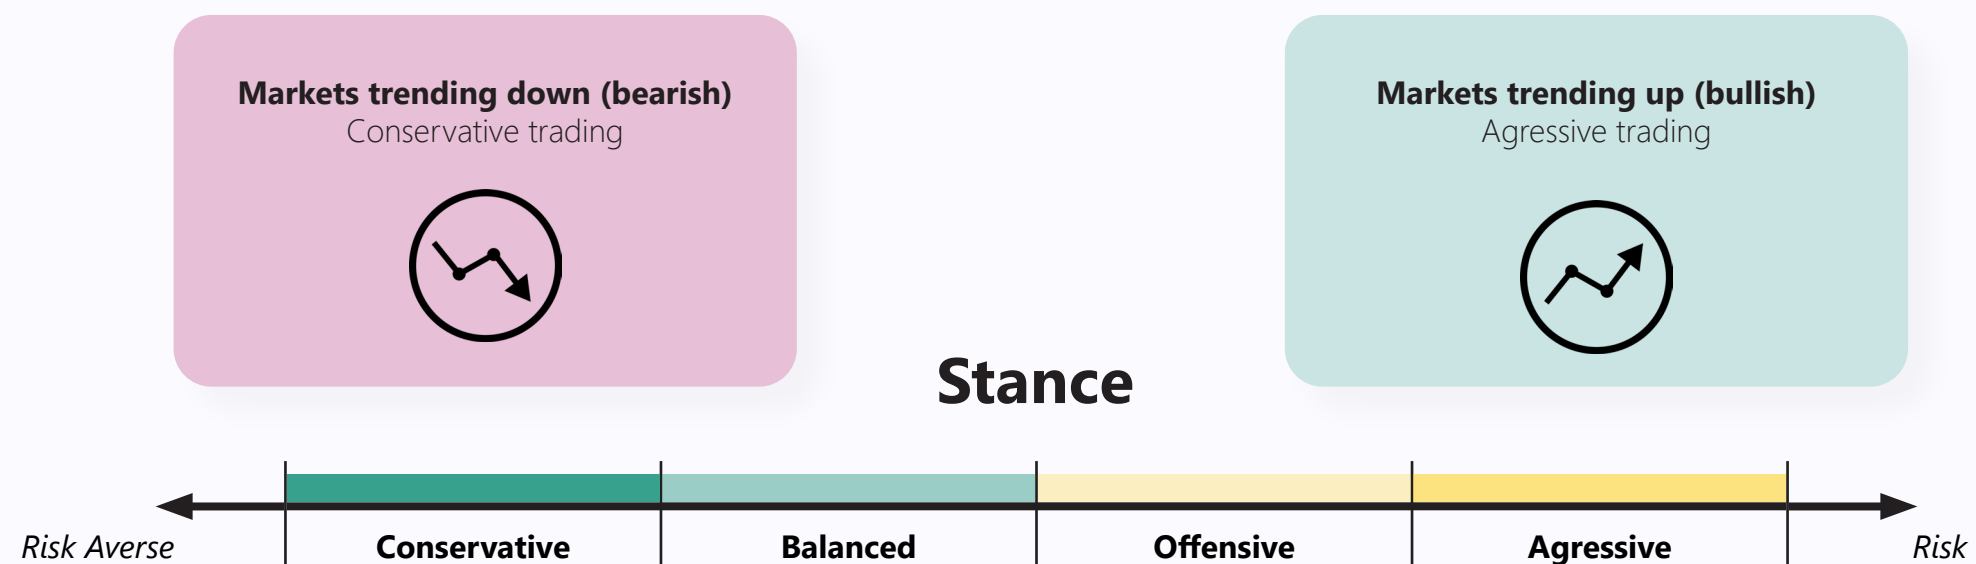 Markets trending down (bearish)
Conservative trading
Markets trending up (bullish)
Agressive trading
Stance
Risk Averse
Conservative
Balanced
Offensive
Agressive
Risk